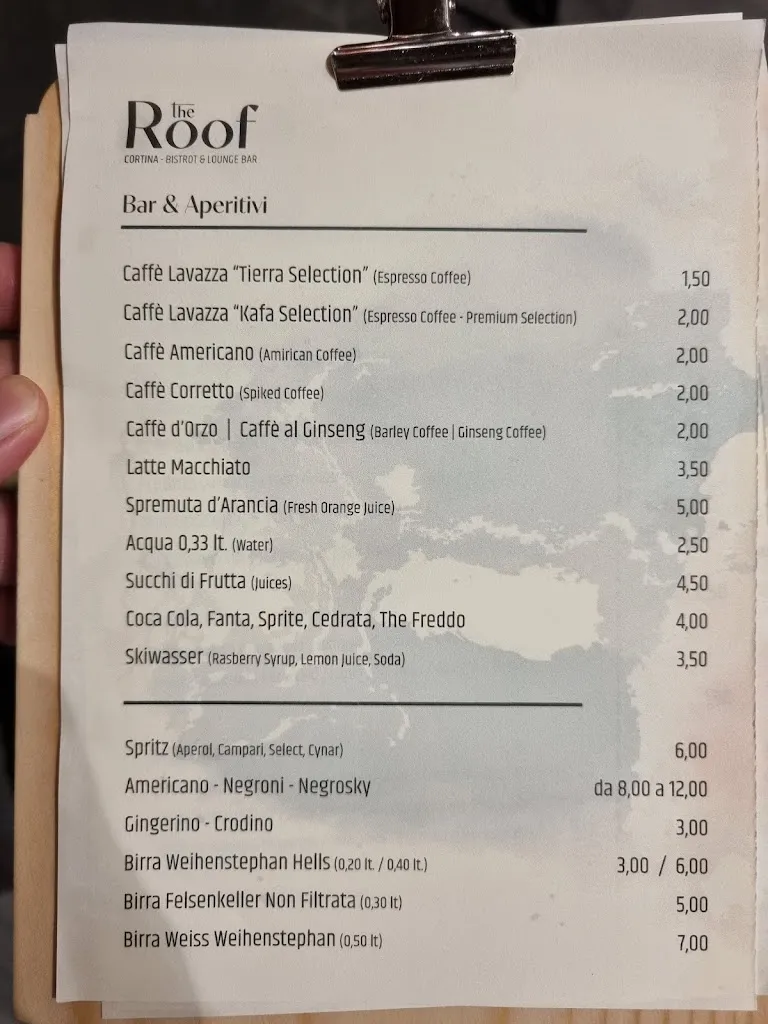 the
Roof
CORTINA - BISTROT & LOUNGE BAR
Bar & Aperitivi
Caffè Lavazza “Tierra Selection” (Espresso Coffee) 1,50
Caffè Lavazza “Kafa Selection” (Espresso Coffee - Premium Selection) 2,00
Caffè Americano (Amirican Coffee) 2,00
Caffè Corretto (Spiked Coffee) 2,00
Caffè d'Orzo | Caffè al Ginseng (Barley Coffee | Ginseng Coffee) 2,00
Latte Macchiato 3,50
Spremuta d'Arancia (Fresh Orange Juice) 5,00
Acqua 0,33 lt. (Water) 2,50
Succhi di Frutta (Juices) 4,50
Coca Cola, Fanta, Sprite, Cedrata, The Freddo 4,00
Skiwasser (Rasberry Syrup, Lemon Juice, Soda) 3,50
Spritz (Aperol, Campari, Select, Cynar) 6,00
Americano - Negroni - Negrosky da 8,00 a 12,00
Gingerino - Crodino 3,00
Birra Weihenstephan Hells (0,20 lt. / 0,40 lt.) 3,00 / 6,00
Birra Felsenkeller Non Filtrata (0,30 lt) 5,00
Birra Weiss Weihenstephan (0,50 lt) 7,00